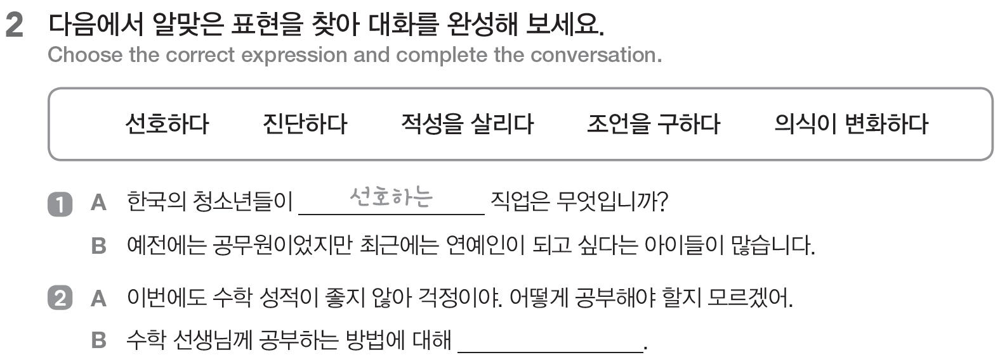 2 다음에서 알맞은 표현을 찾아 대화를 완성해 보세요.
Choose the correct expression and complete the conversation.
선호하다 진단하다 적성을 살리다 조언을 구하다 의식이 변화하다
1 A 한국의 청소년들이 선호하는 직업은 무엇입니까?
B 예전에는 공무원이었지만 최근에는 연예인이 되고 싶다는 아이들이 많습니다.
2 A 이번에도 수학 성적이 좋지 않아 걱정이야. 어떻게 공부해야 할지 모르겠어.
B 수학 선생님께 공부하는 방법에 대해 ____________.